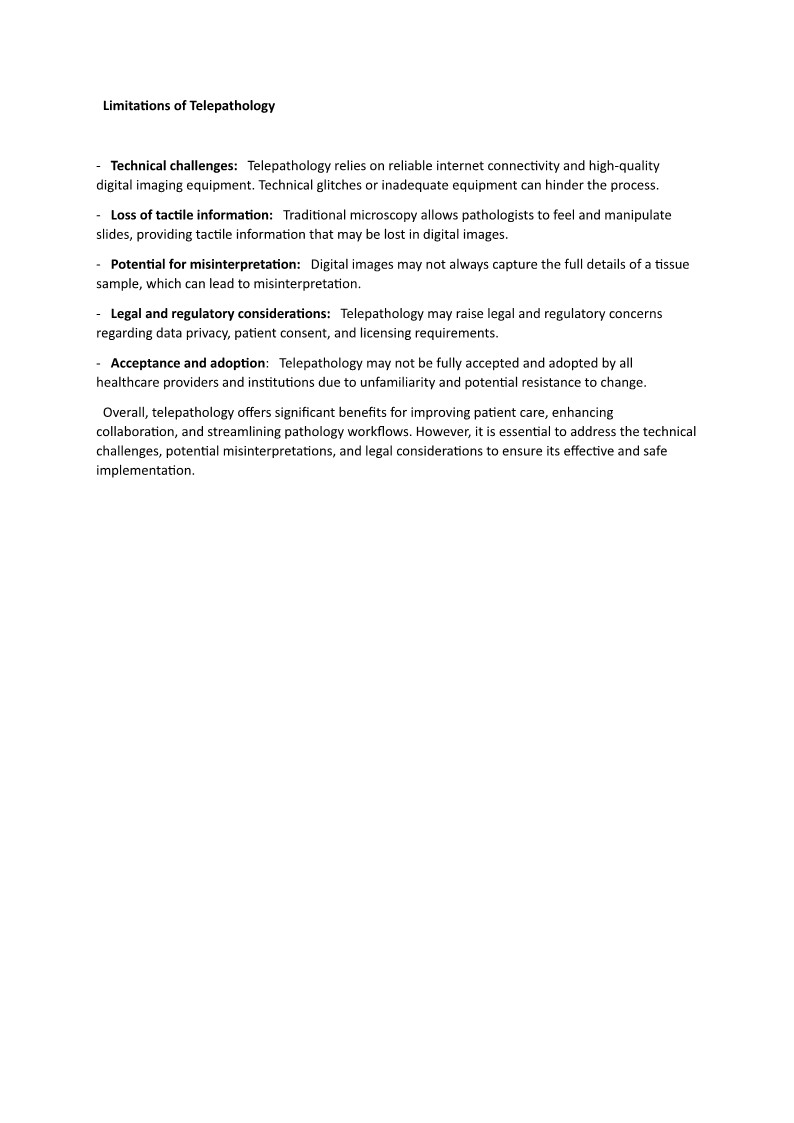 Limitations of Telepathology
- Technical challenges: Telepathology relies on reliable internet connectivity and high-quality
digital imaging equipment. Technical glitches or inadequate equipment can hinder the process.
- Loss of tactile information: Traditional microscopy allows pathologists to feel and manipulate
slides, providing tactile information that may be lost in digital images.
- Potential for misinterpretation: Digital images may not always capture the full details of a tissue
sample, which can lead to misinterpretation.
- Legal and regulatory considerations: Telepathology may raise legal and regulatory concerns
regarding data privacy, patient consent, and licensing requirements.
- Acceptance and adoption: Telepathology may not be fully accepted and adopted by all
healthcare providers and institutions due to unfamiliarity and potential resistance to change.
Overall, telepathology offers significant benefits for improving patient care, enhancing
collaboration, and streamlining pathology workflows. However, it is essential to address the technical
challenges, potential misinterpretations, and legal considerations to ensure its effective and safe
implementation.